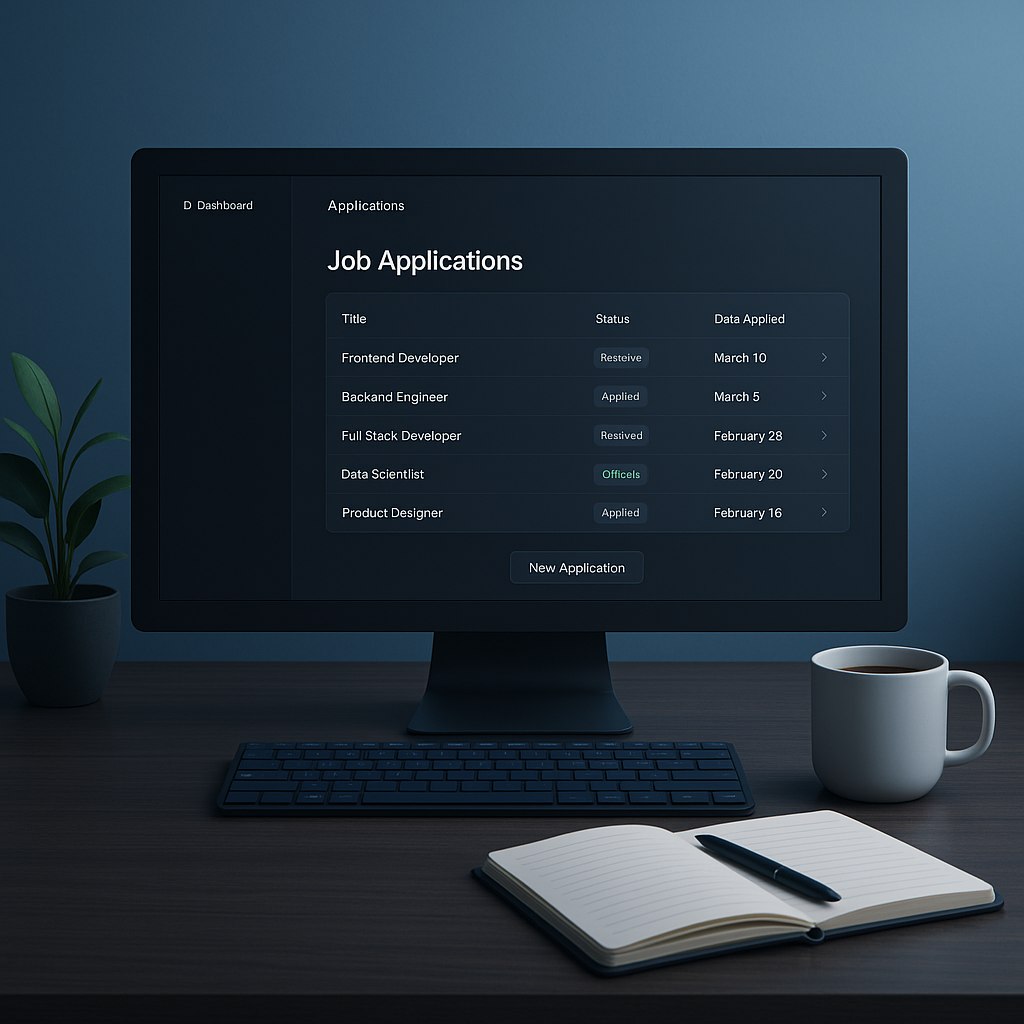 D Dashboard
Applications
Job Applications
Title Status Data Applied
Frontend Developer Resteive March 10
Backand Engineer Applied March 5
Full Stack Developer Restived February 28
Data Scientlist Officels February 20
Product Designer Applied February 16
New Application